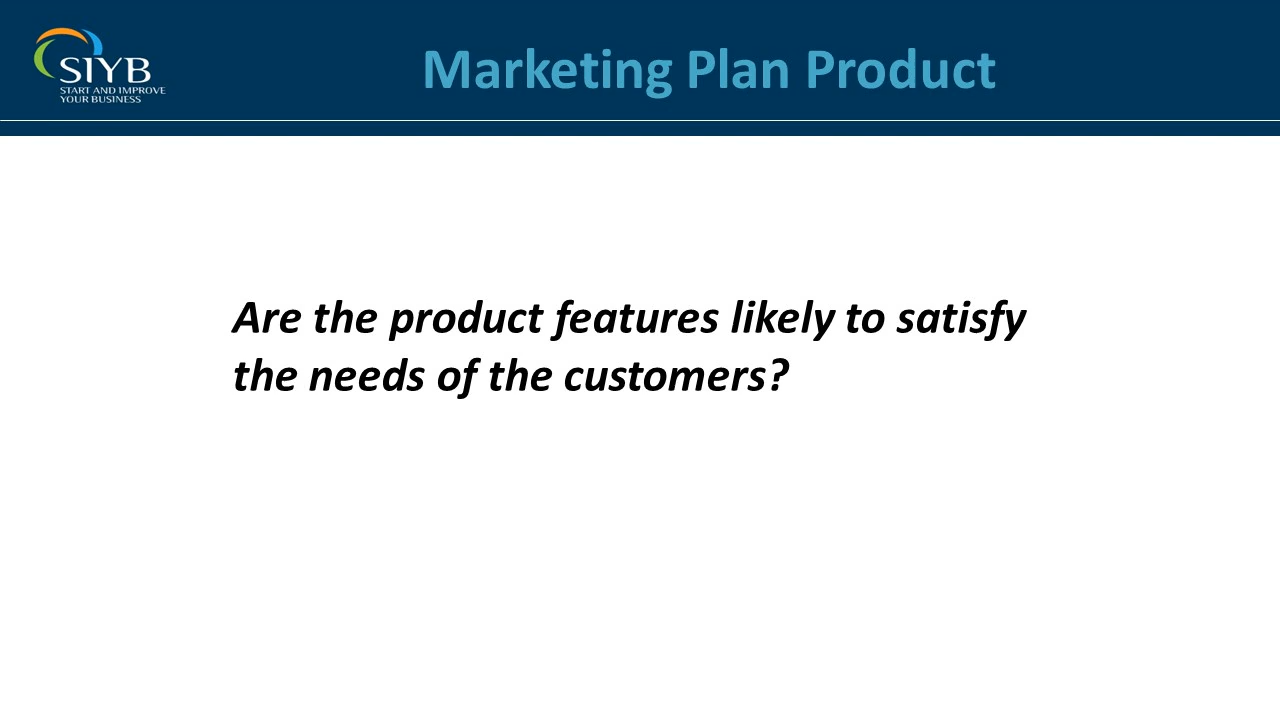 SIYB
START AND IMPROVE
YOUR BUSINESS
Marketing Plan Product
Are the product features likely to satisfy
the needs of the customers?